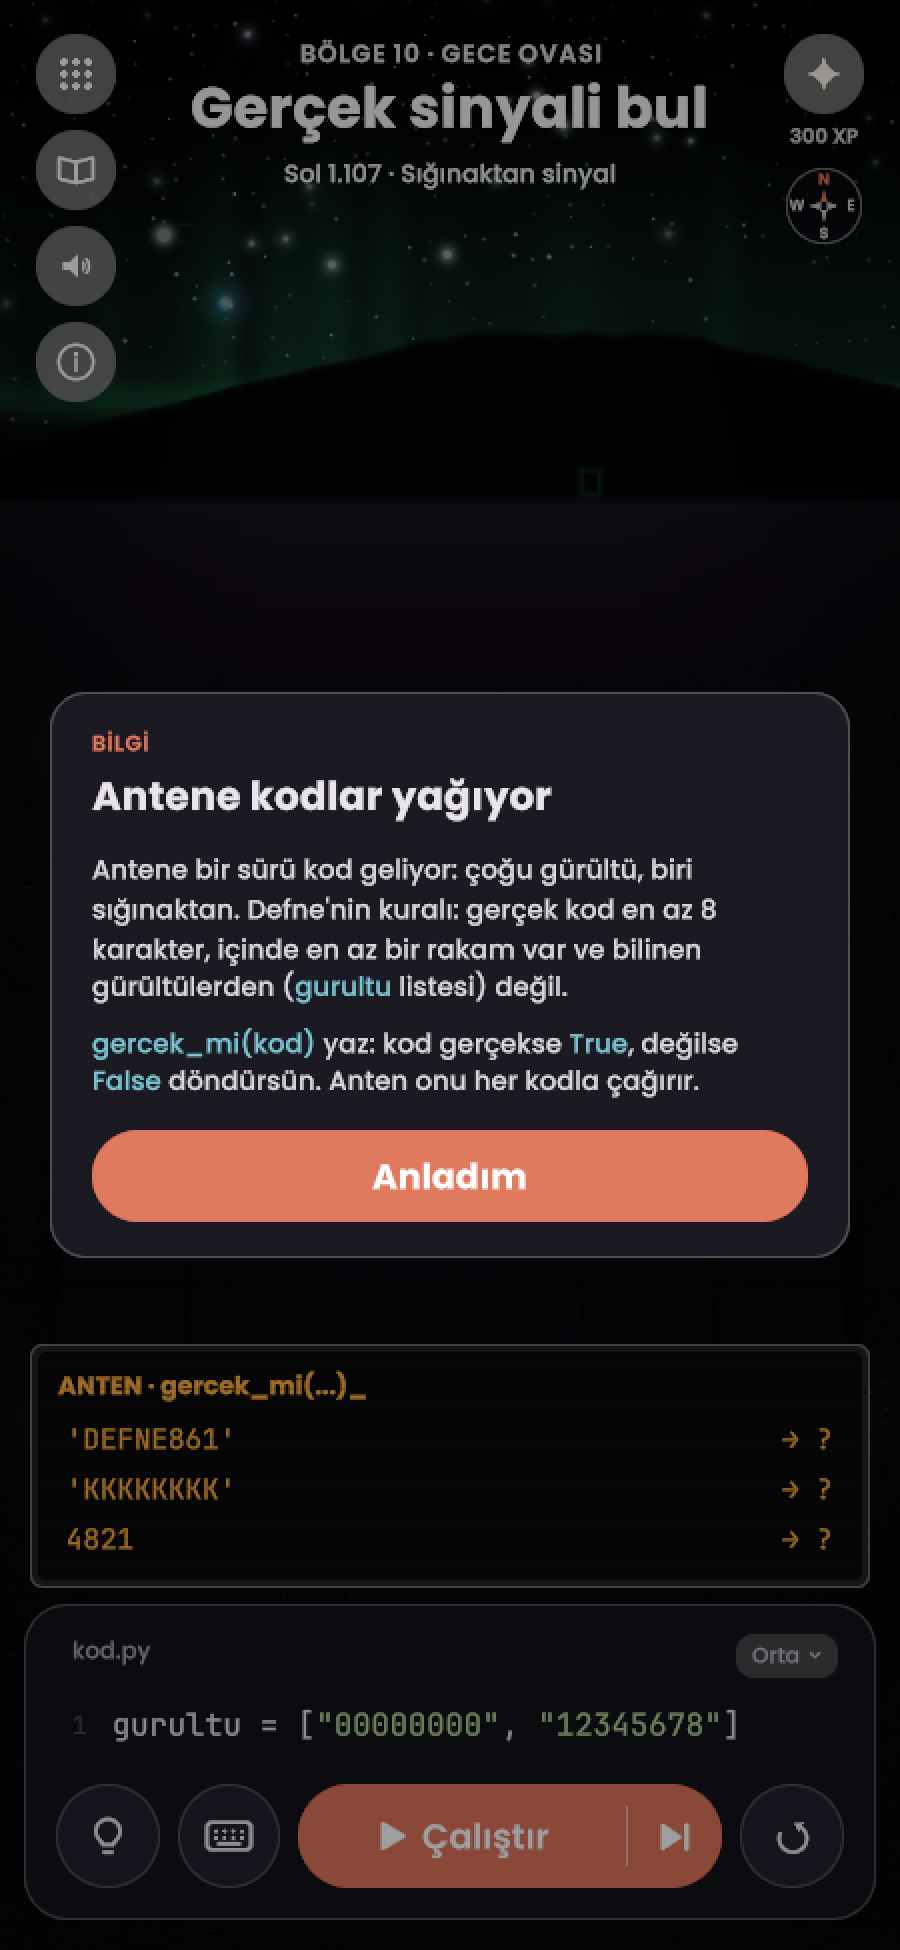 BÖLGE 10 · GECE OVASI
Gerçek sinyali bul
Sol 1.107 · Sığınaktan sinyal
300 XP
N
W E
S
BİLGİ
Antene kodlar yağıyor
Antene bir sürü kod geliyor: çoğu gürültü, biri
sığınaktan. Defne'nin kuralı: gerçek kod en az 8
karakter, içinde en az bir rakam var ve bilinen
gürültülerden (gurultu listesi) değil.
gercek_mi(kod) yaz: kod gerçekse True, değilse
False döndürsün. Anten onu her kodla çağırır.
Anladım
ANTEN · gercek_mi(…)_
'DEFNE861' → ?
'KKKKKKKK' → ?
4821 → ?
kod.py
Orta
1 gurultu = ["00000000", "12345678"]
Çalıştır